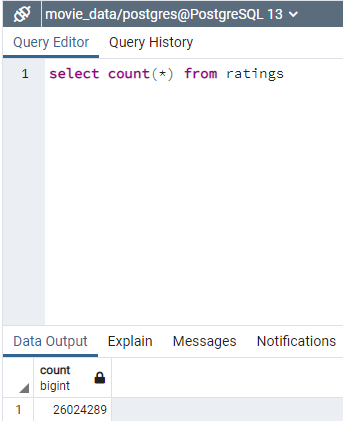 movie_data/postgres@PostgreSQL 13
Query Editor Query History
1 select count(*) from ratings
Data Output Explain Messages Notifications
count
bigint
1 26024289